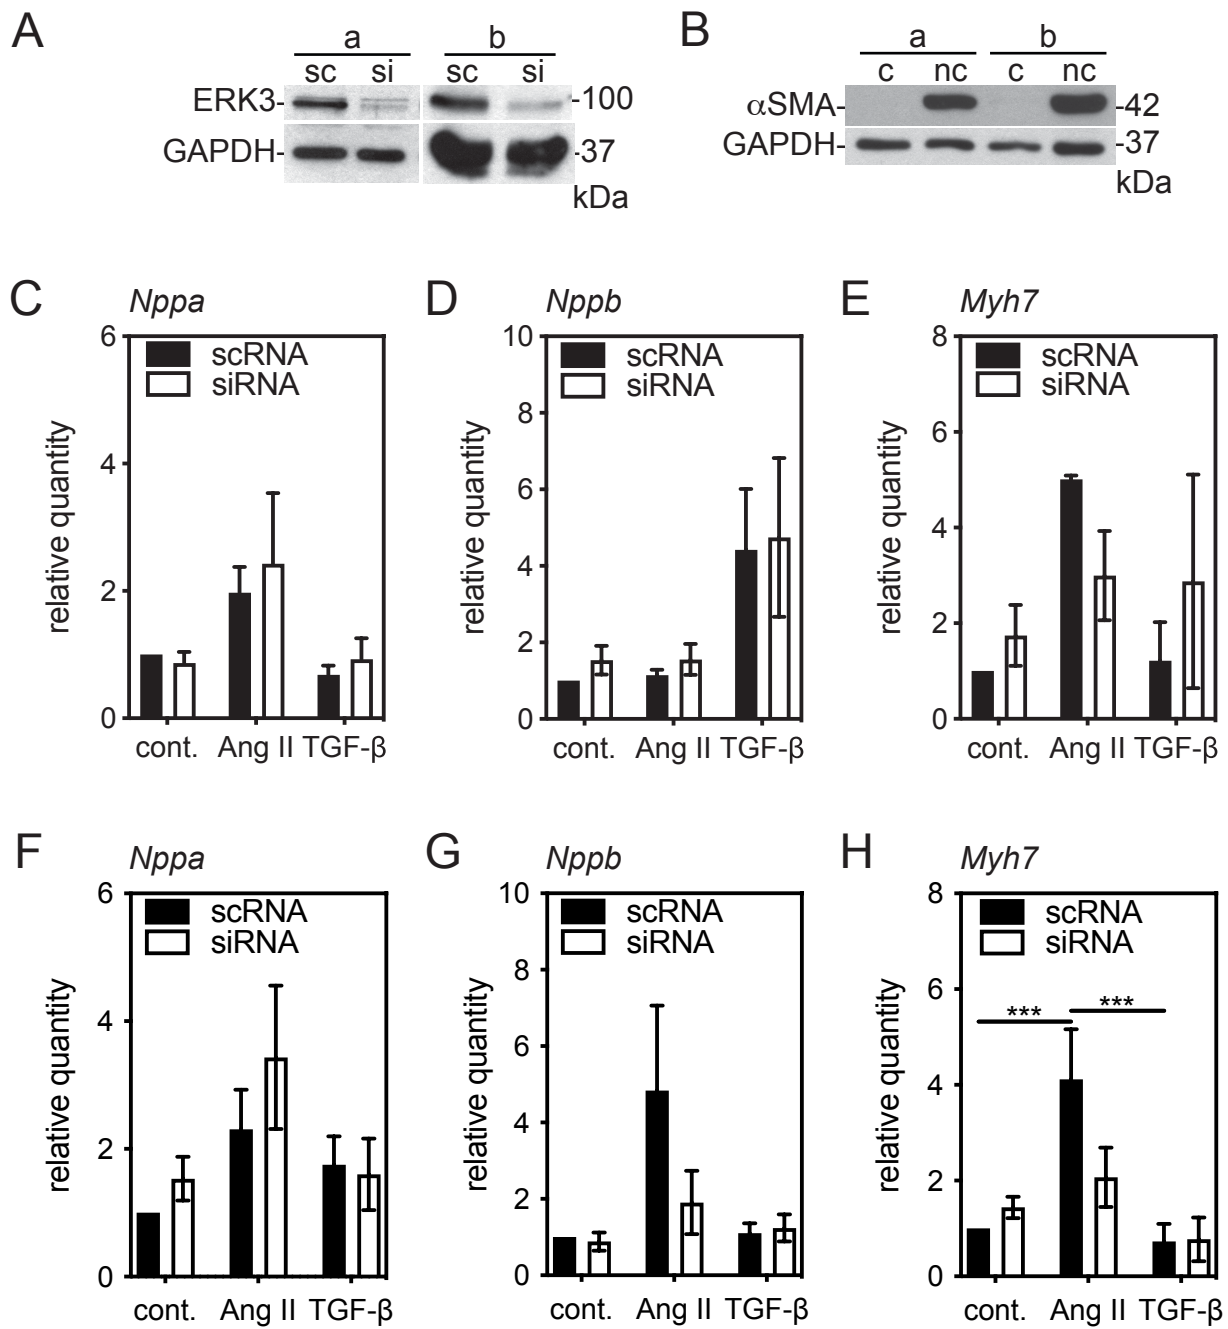 A
a
b
sc
si
sc
si
ERK3-
-100
GAPDH-
-37
kDa
B
a
b
c
nc
c
nc
αSMA-
-42
GAPDH-
-37
kDa
C
Nppa
6
4
2
0
relative quantity
scRNA
siRNA
cont.
Ang II
TGF-β
D
Nppb
10
8
6
4
2
0
relative quantity
scRNA
siRNA
cont.
Ang II
TGF-β
E
Myh7
8
6
4
2
0
relative quantity
scRNA
siRNA
cont.
Ang II
TGF-β
F
Nppa
6
4
2
0
relative quantity
scRNA
siRNA
cont.
Ang II
TGF-β
G
Nppb
10
8
6
4
2
0
relative quantity
scRNA
siRNA
cont.
Ang II
TGF-β
H
Myh7
8
6
4
2
0
relative quantity
scRNA
siRNA
***
***
cont.
Ang II
TGF-β